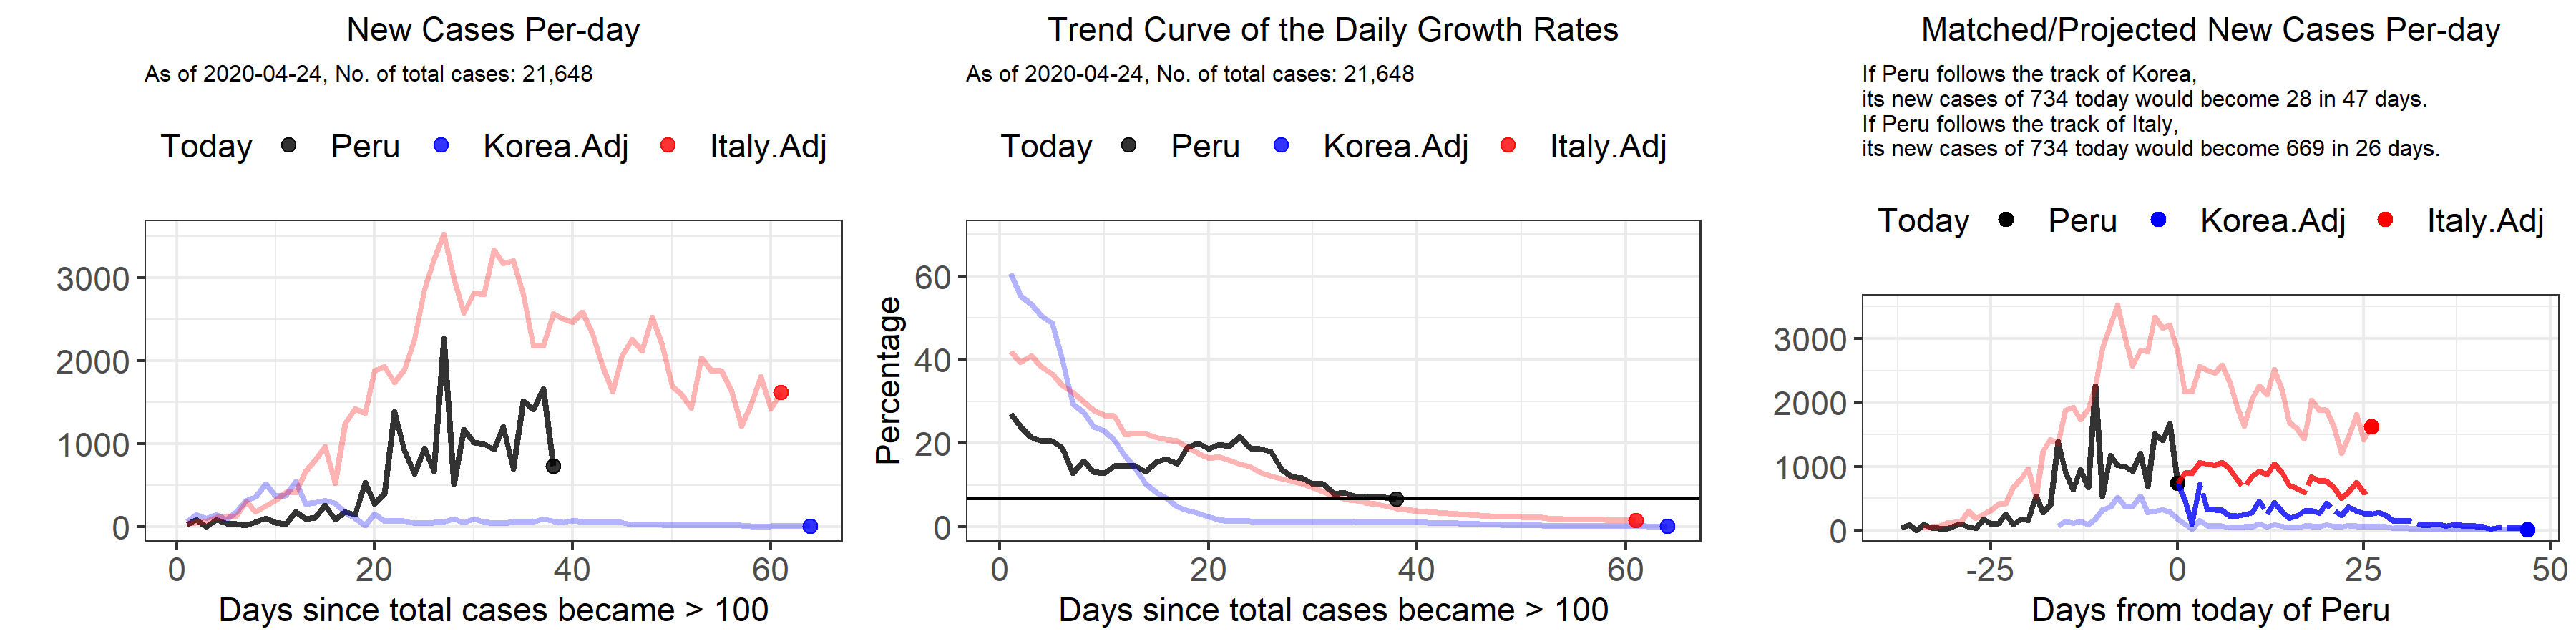 New Cases Per-day
As of 2020-04-24, No. of total cases: 21,648
Today Peru Korea.Adj Italy.Adj
3000
2000
1000
0
0 20 40 60
Days since total cases became > 100
Trend Curve of the Daily Growth Rates
As of 2020-04-24, No. of total cases: 21,648
Today Peru Korea.Adj Italy.Adj
Percentage
60
40
20
0
0 20 40 60
Days since total cases became > 100
Matched/Projected New Cases Per-day
If Peru follows the track of Korea,
its new cases of 734 today would become 28 in 47 days.
If Peru follows the track of Italy,
its new cases of 734 today would become 669 in 26 days.
Today Peru Korea.Adj Italy.Adj
3000
2000
1000
0
-25 0 25 50
Days from today of Peru